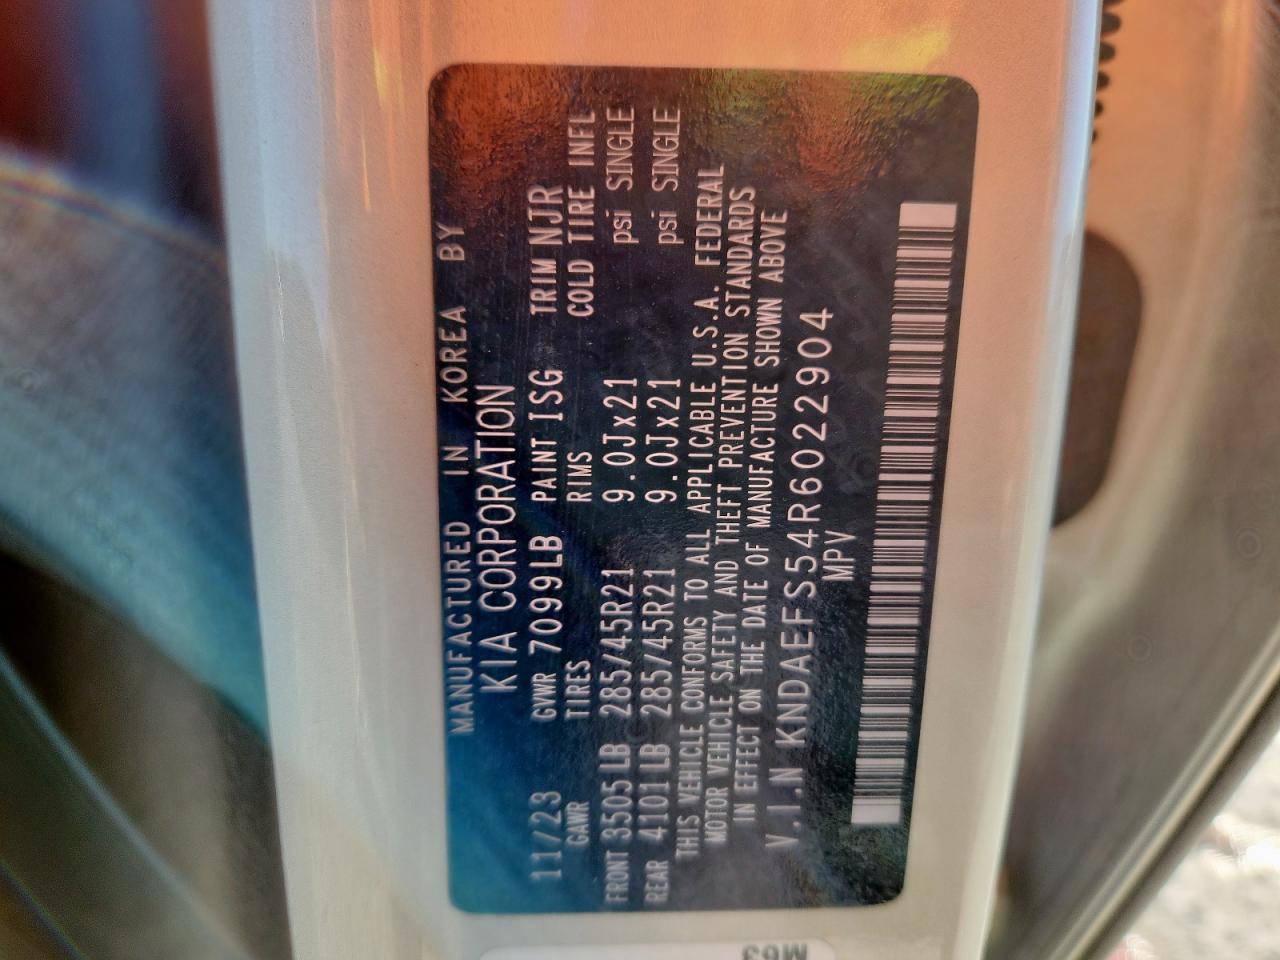 MANUFACTURED IN KOREA BY
KIA CORPORATION
11/23 GVWR 7099LB PAINT ISG TRIM NJR
GAWR TIRES RIMS COLD TIRE INFL
FRONT 3505LB 285/45R21 9.0Jx21 psi SINGLE
REAR 4101LB 285/45R21 9.0Jx21 psi SINGLE
THIS VEHICLE CONFORMS TO ALL APPLICABLE U.S.A. FEDERAL
MOTOR VEHICLE SAFETY AND THEFT PREVENTION STANDARDS
IN EFFECT ON THE DATE OF MANUFACTURE SHOWN ABOVE
V.I.N KNDAEFS54R6022904
MPV
M63